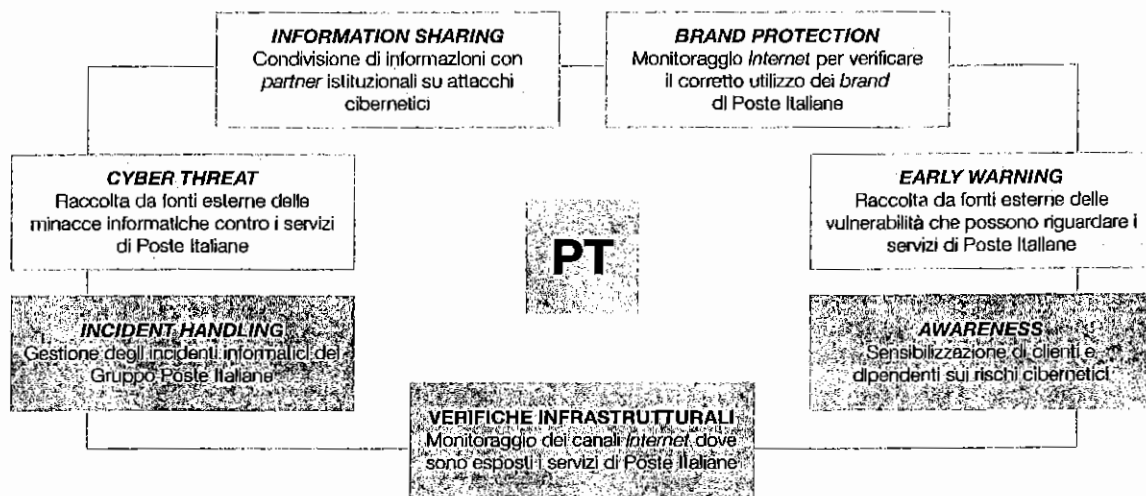 INFORMATION SHARING
Condivisione di informazioni con
partner istituzionali su attacchi
cibernetici
BRAND PROTECTION
Monitoraggio Internet per verificare
il corretto utilizzo dei brand
di Poste Italiane
CYBER THREAT
Raccolta da fonti esterne delle
minacce informatiche contro i servizi
di Poste Italiane
EARLY WARNING
Raccolta da fonti esterne delle
vulnerabilità che possono riguardare i
servizi di Poste Italiane
PT
INCIDENT HANDLING
Gestione degli incidenti informatici del
Gruppo Poste Italiane
AWARENESS
Sensibilizzazione di clienti e
dipendenti sui rischi cibernetici
VERIFICHE INFRASTRUTTURALI
Monitoraggio dei canali Internet dove
sono esposti i servizi di Poste Italiane